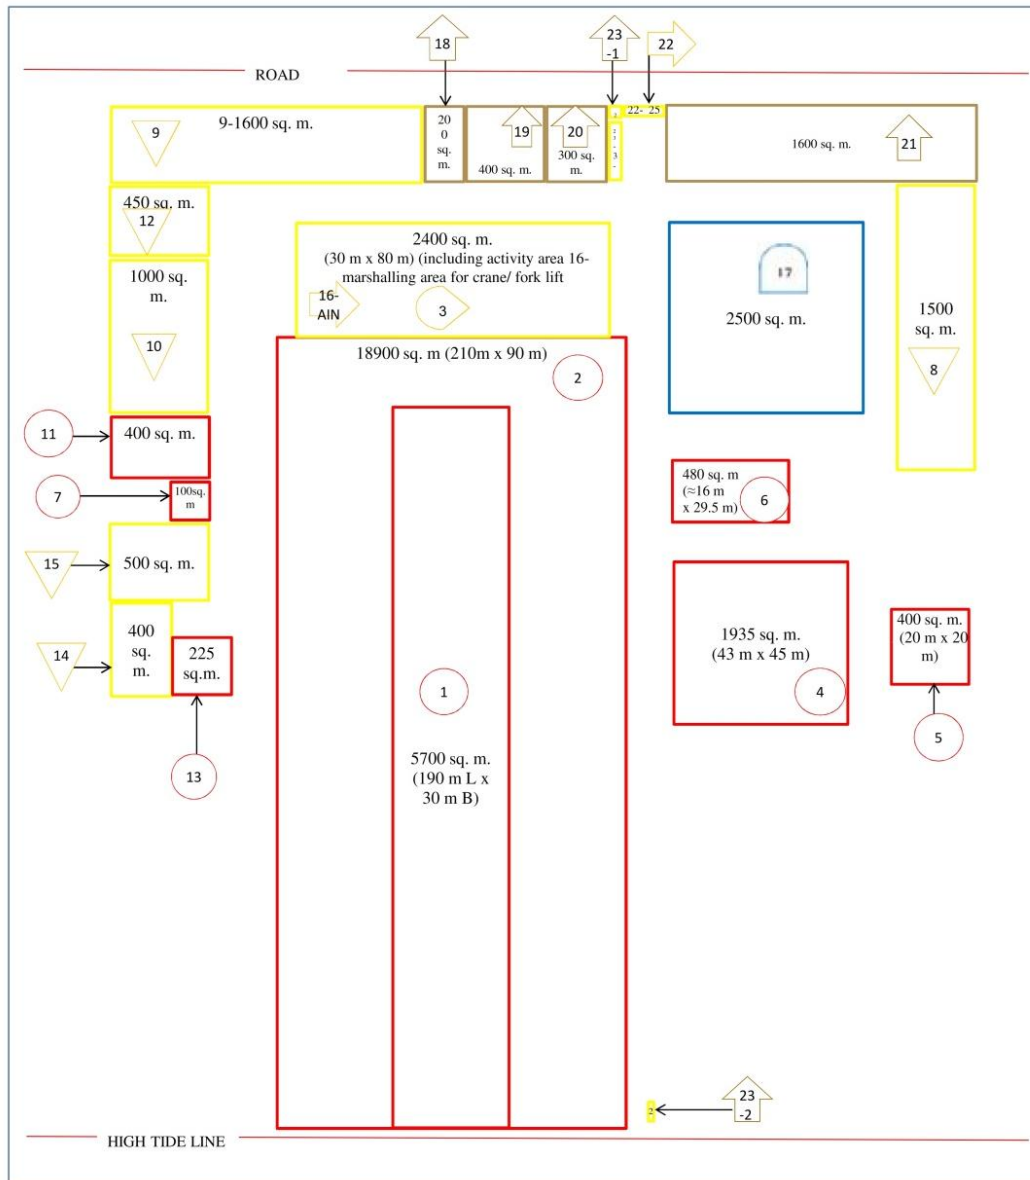 18
23
-1
22
ROAD
9-1600 sq. m.
9
20
0
sq.
m.
19
400 sq. m.
20
300 sq.
m.
22- 25
1600 sq. m.
21
450 sq. m.
12
2400 sq. m.
(30 m x 80 m) (including activity area 16-
marshalling area for crane/ fork lift
16-
AIN
3
17
2500 sq. m.
1000 sq.
m.
10
1500
sq. m.
8
18900 sq. m (210m x 90 m)
2
11
400 sq. m.
7
100sq.
m
480 sq. m
(≈16 m
x 29.5 m)
6
15
500 sq. m.
14
400
sq.
m.
225
sq.m.
13
1
5700 sq. m.
(190 m L x
30 m B)
1935 sq. m.
(43 m x 45 m)
4
400 sq. m.
(20 m x 20
m)
5
2
23
-2
HIGH TIDE LINE